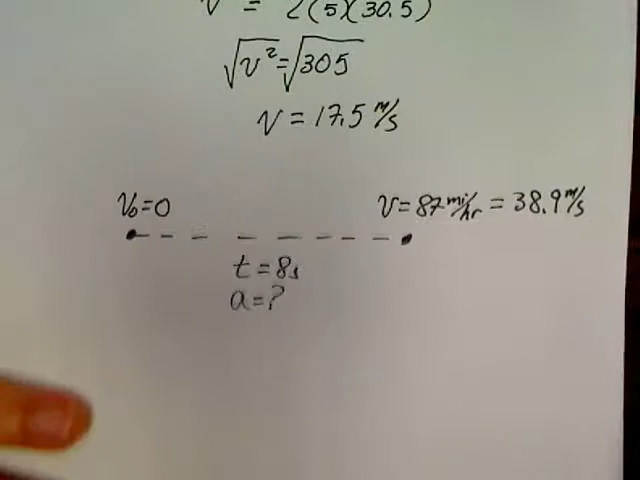 v = 2(5)(30.5)
√v² = √305
v = 17.5 m/s
v₀=0
v=87 mi/hr = 38.9 m/s
t = 8s
a=?